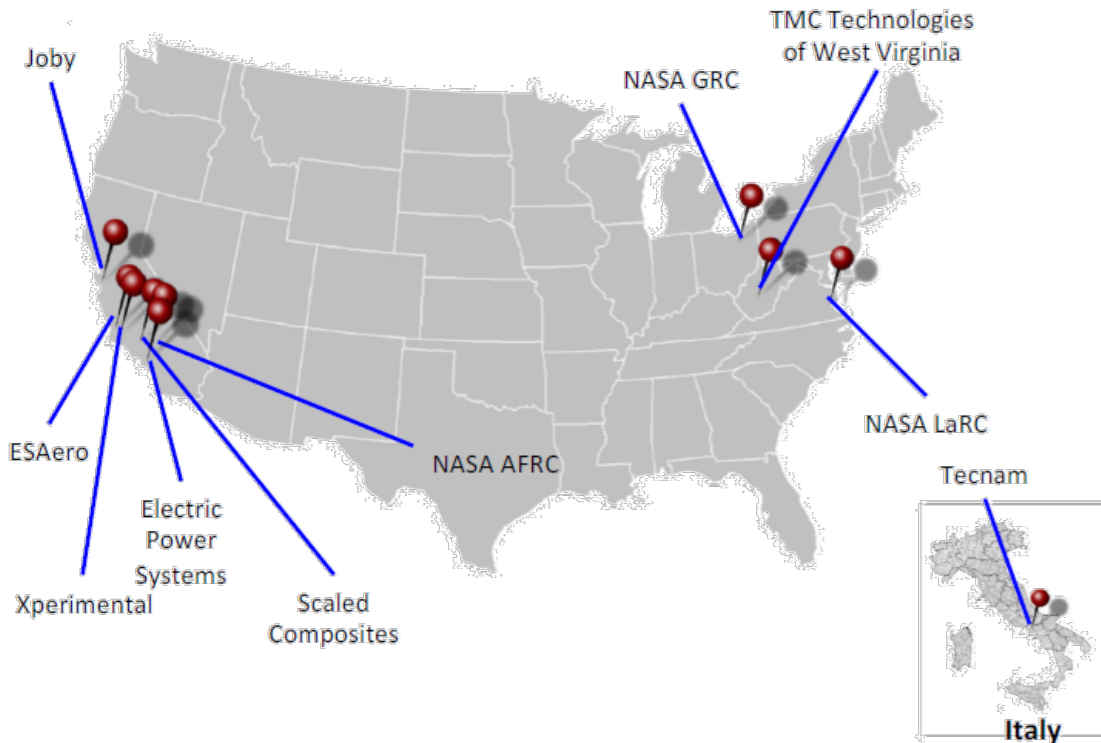 TMC Technologies
of West Virginia
Joby
NASA GRC
NASA LaRC
ESAero
NASA AFRC
Tecnam
Electric
Power
Systems
Xperimental
Scaled
Composites
Italy